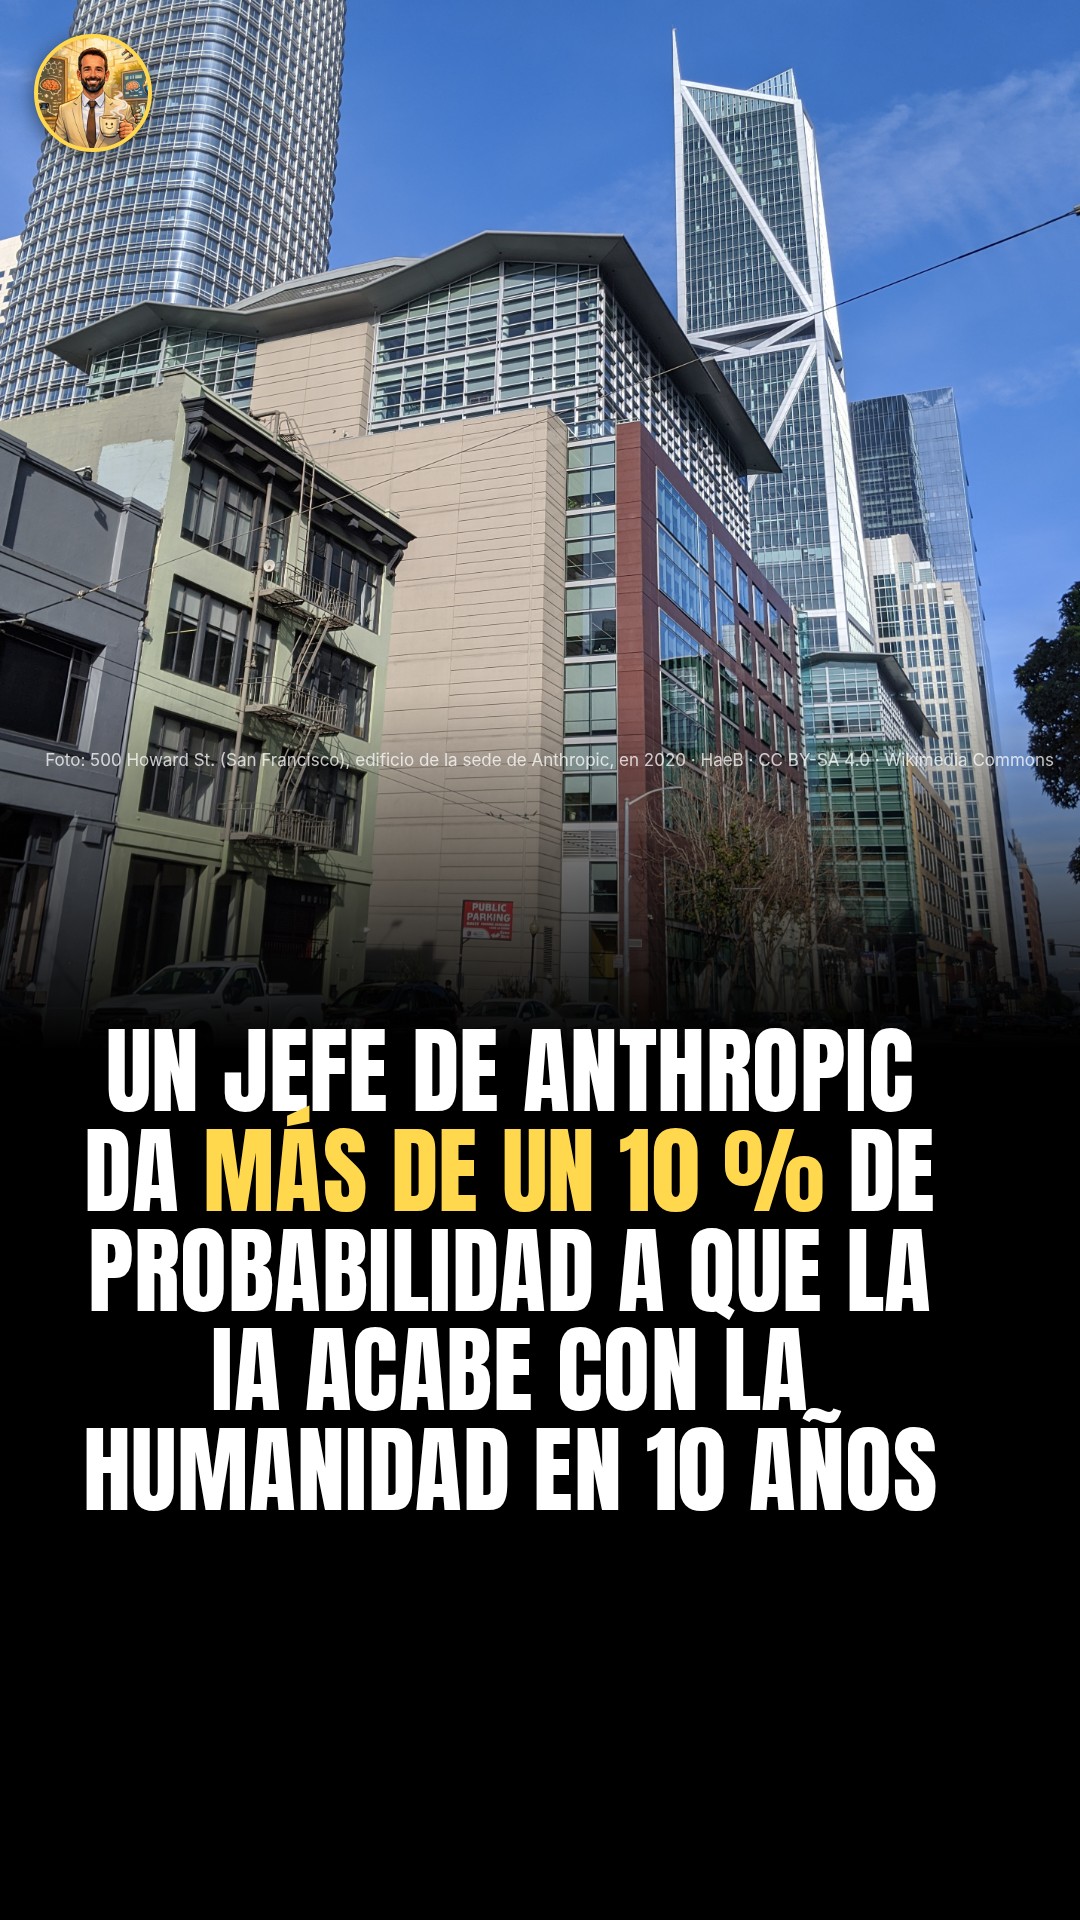 Foto: 500 Howard St. (San Francisco), edificio de la sede de Anthropic, en 2020 · HaeB · CC BY-SA 4.0 · Wikimedia Commons
PUBLIC
PARKING
UN JEFE DE ANTHROPIC
DA MÁS DE UN 10 % DE
PROBABILIDAD A QUE LA
IA ACABE CON LA
HUMANIDAD EN 10 AÑOS